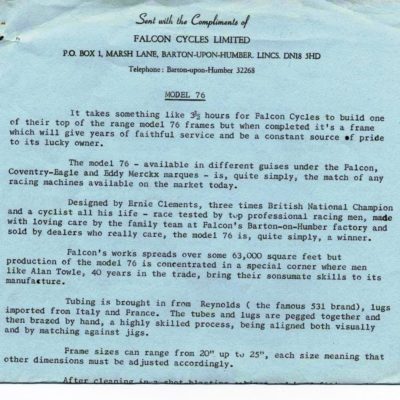 Sent with the Compliments of
FALCON CYCLES LIMITED
P.O. BOX 1, MARSH LANE, BARTON-UPON-HUMBER. LINCS. DN18 5HD
Telephone: Barton-upon-Humber 32268
MODEL 76
It takes something like 3½ hours for Falcon Cycles to build one
of their top of the range model 76 frames but when completed it's a frame
which will give years of faithful service and be a constant source of pride
to its lucky owner.
The model 76 - available in different guises under the Falcon,
Coventry-Eagle and Eddy Merckx marques - is, quite simply, the match of any
racing machines available on the market today.
Designed by Ernie Clements, three times British National Champion
and a cyclist all his life - race tested by top professional racing men, made
with loving care by the family team at Falcon's Barton-on-Humber factory and
sold by dealers who really care, the model 76 is, quite simply, a winner.
Falcon's works spreads over some 63,000 square feet but
production of the model 76 is concentrated in a special corner where men
like Alan Towle, 40 years in the trade, bring their sonsumate skills to its
manufacture.
Tubing is brought in from Reynolds ( the famous 531 brand), lugs
imported from Italy and France. The tubes and lugs are pegged together and
then brazed by hand, a highly skilled process, being aligned both visually
and by matching against jigs.
Frame sizes can range from 20" up to 25", each size meaning that
other dimensions must be adjusted accordingly.
After cleaning in a shot blasting